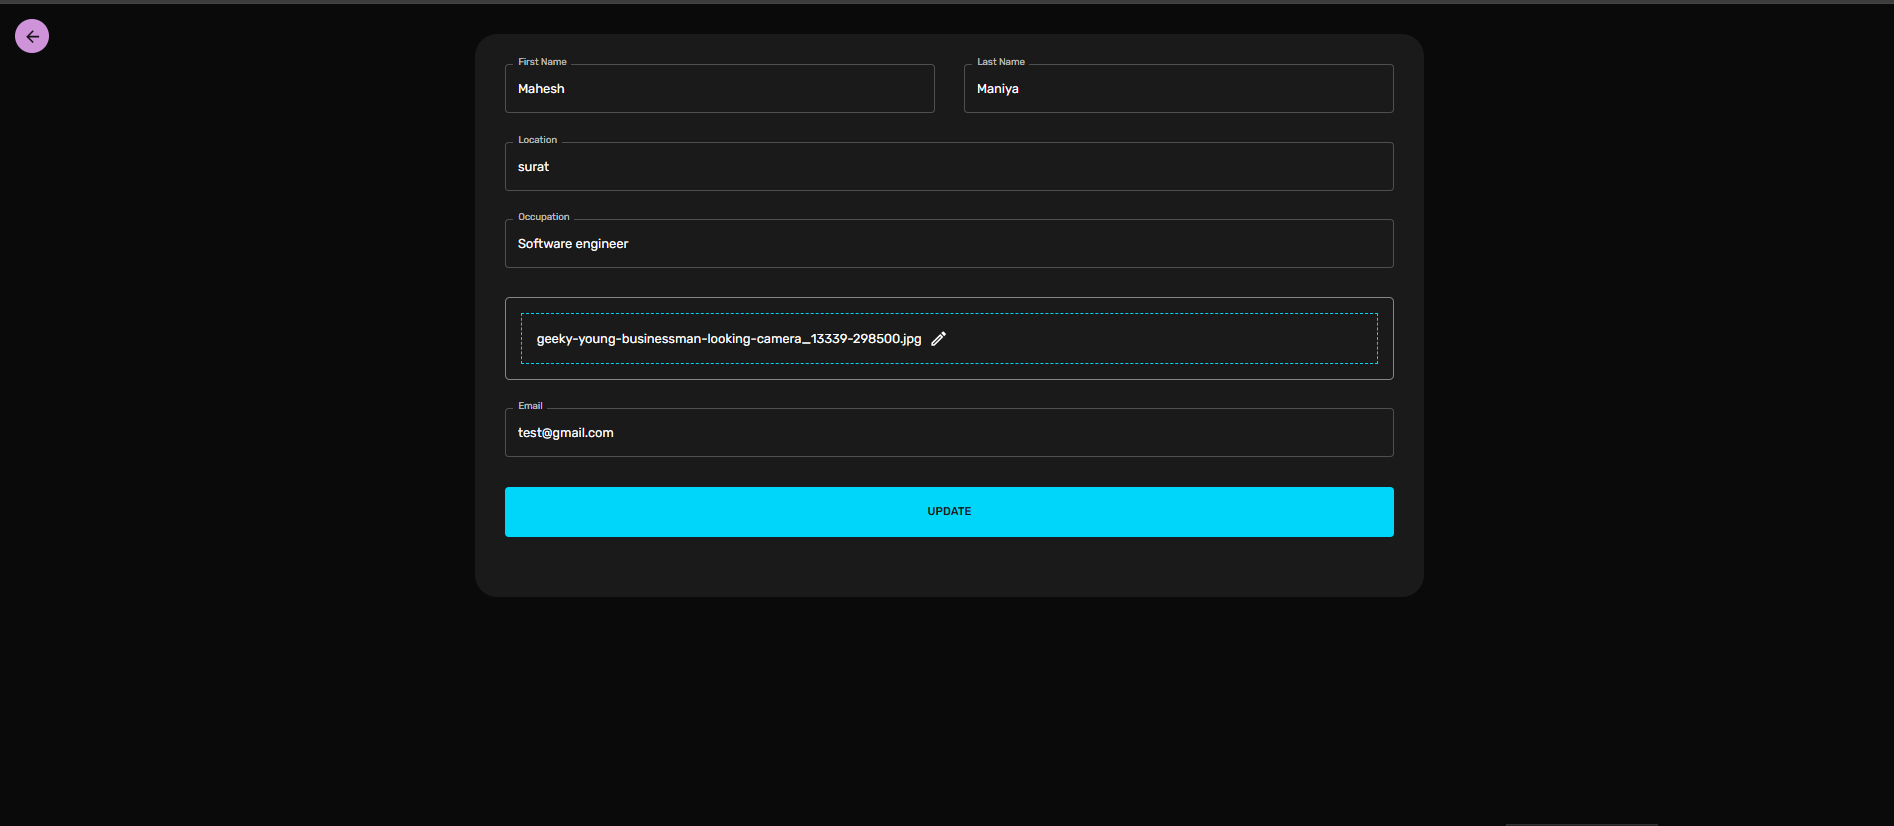 First Name
Mahesh
Last Name
Maniya
Location
surat
Occupation
Software engineer
geeky-young-businessman-looking-camera_13339-298500.jpg
Email
test@gmail.com
UPDATE